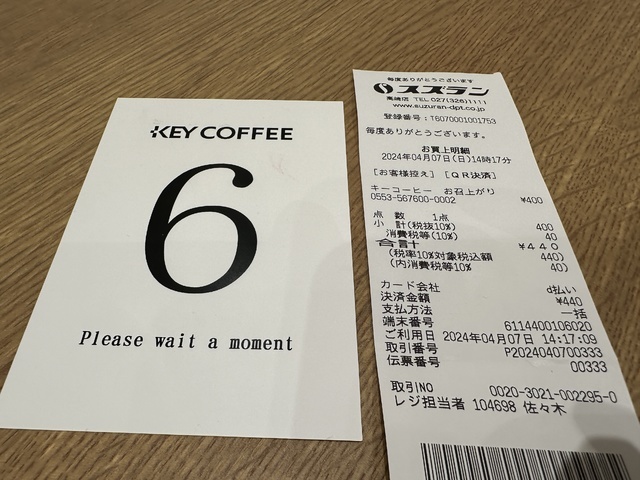 KEY COFFEE
6
Please wait a moment
毎度ありがとうございます
スズラン
高崎店 TEL 027(326)1111
www.suzuran-dpt.co.jp
登録番号:T6070001001753
毎度ありがとうございます。
お買上明細
2024年04月07日(日)14時17分
[お客様控え] [QR決済]
キーコーヒー お召上がり
0553-567600-0002 ¥400
点 数 1点
小 計(税抜10%) 400
消費税等(10%) 40
合計 ¥440
(税率10%対象税込額 440)
(内消費税等10% 40)
カード会社 d払い
決済金額 ¥440
支払方法 一括
端末番号 6114400106020
ご利用日 2024年04月07日 14:17:09
取引番号 P2024040700333
伝票番号 00333
取引NO 0020-3021-002295-0
レジ担当者 104698 佐々木